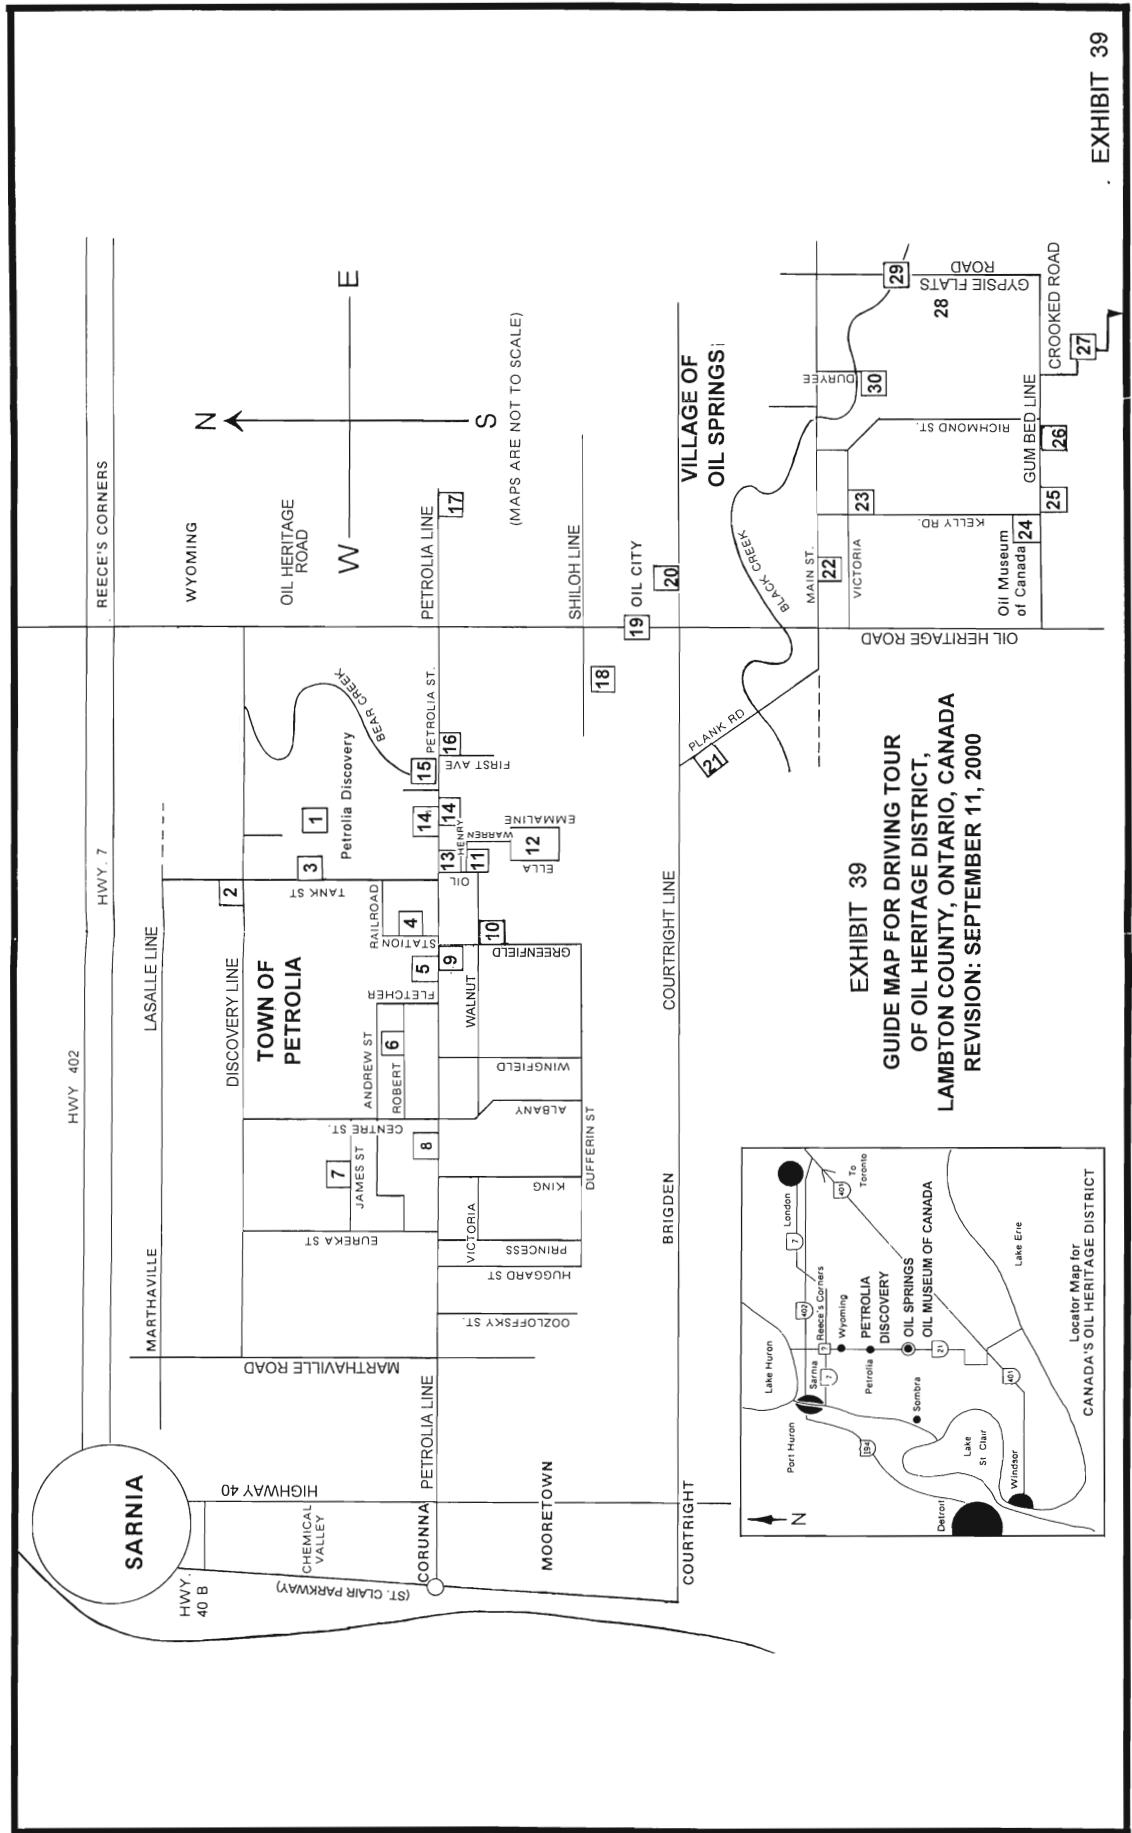 HWY 402
HWY. 7
REECE'S CORNERS
SARNIA
HWY.
40 B
HIGHWAY 40
CHEMICAL
VALLEY
(ST. CLAIR PARKWAY)
CORUNNA
MOORETOWN
COURTRIGHT
MARTHAVILLE
LASALLE LINE
MARTHAVILLE ROAD
DISCOVERY LINE
WYOMING
OIL HERITAGE
ROAD
N
W
E
S
(MAPS ARE NOT TO SCALE)
TOWN OF
PETROLIA
2
TANK ST
3
1
Petrolia Discovery
BEAR CREEK
EUREKA ST
7
JAMES ST
CENTRE ST.
ANDREW ST
ROBERT
6
FLETCHER
RAILROAD
4
STATION
8
5
14
15
PETROLIA ST.
PETROLIA LINE
PETROLIA LINE
17
OOZLOFFSKY ST.
HUGGARD ST
PRINCESS
VICTORIA
KING
ALBANY
WINGFIELD
WALNUT
9
10
GREENFIELD
OIL
13
HENRY
14
16
FIRST AVE
11
WARREN
12
ELLA
EMMALINE
DUFFERIN ST
SHILOH LINE
18
19
OIL CITY
20
BRIGDEN
COURTRIGHT LINE
VILLAGE OF
OIL SPRINGS
PLANK RD
21
BLACK CREEK
MAIN ST.
22
VICTORIA
23
DURYEE
30
29
GYPSIE FLATS
ROAD
28
OIL HERITAGE ROAD
Oil Museum
of Canada
24
KELLY RD.
25
RICHMOND ST.
26
GUM BED LINE
CROOKED ROAD
27
EXHIBIT 39
GUIDE MAP FOR DRIVING TOUR
OF OIL HERITAGE DISTRICT,
LAMBTON COUNTY, ONTARIO, CANADA
REVISION: SEPTEMBER 11, 2000
N
Lake Huron
Port Huron
Sarnia
7
402
7
Reece's Corners
7
London
Wyoming
PETROLIA
DISCOVERY
Petrolia
OIL SPRINGS
OIL MUSEUM OF CANADA
21
Sombra
194
Lake
St Clair
Detroit
Windsor
401
401
To
Toronto
Lake Erie
Locator Map for
CANADA'S OIL HERITAGE DISTRICT
EXHIBIT 39